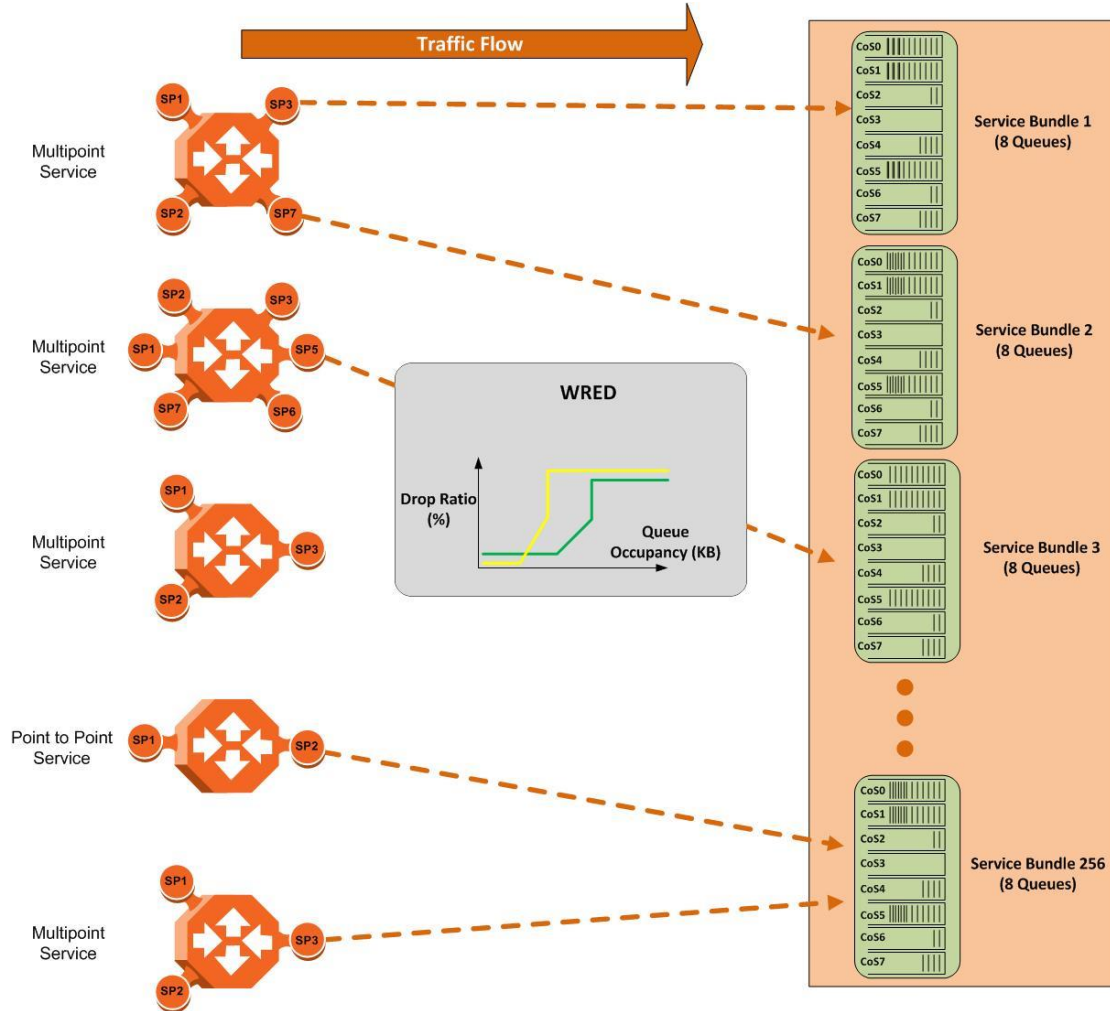 Traffic Flow
Multipoint
Service
SP1
SP3
SP2
SP7
CoS0
CoS1
CoS2
CoS3
CoS4
CoS5
CoS6
CoS7
Service Bundle 1
(8 Queues)
Multipoint
Service
SP2
SP3
SP1
SP5
SP7
SP6
CoS0
CoS1
CoS2
CoS3
CoS4
CoS5
CoS6
CoS7
Service Bundle 2
(8 Queues)
WRED
Drop Ratio
(%)
Queue
Occupancy (KB)
Multipoint
Service
SP1
SP3
SP2
CoS0
CoS1
CoS2
CoS3
CoS4
CoS5
CoS6
CoS7
Service Bundle 3
(8 Queues)
Point to Point
Service
SP1
SP2
CoS0
CoS1
CoS2
CoS3
CoS4
CoS5
CoS6
CoS7
Service Bundle 256
(8 Queues)
Multipoint
Service
SP1
SP3
SP2